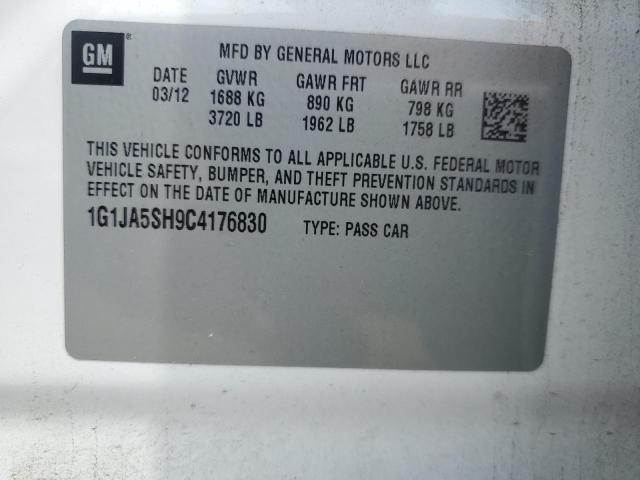 GM ®
MFD BY GENERAL MOTORS LLC
DATE GVWR GAWR FRT GAWR RR
03/12 1688 KG 890 KG 798 KG
3720 LB 1962 LB 1758 LB
THIS VEHICLE CONFORMS TO ALL APPLICABLE U.S. FEDERAL MOTOR
VEHICLE SAFETY, BUMPER, AND THEFT PREVENTION STANDARDS IN
EFFECT ON THE DATE OF MANUFACTURE SHOWN ABOVE.
1G1JA5SH9C4176830 TYPE: PASS CAR